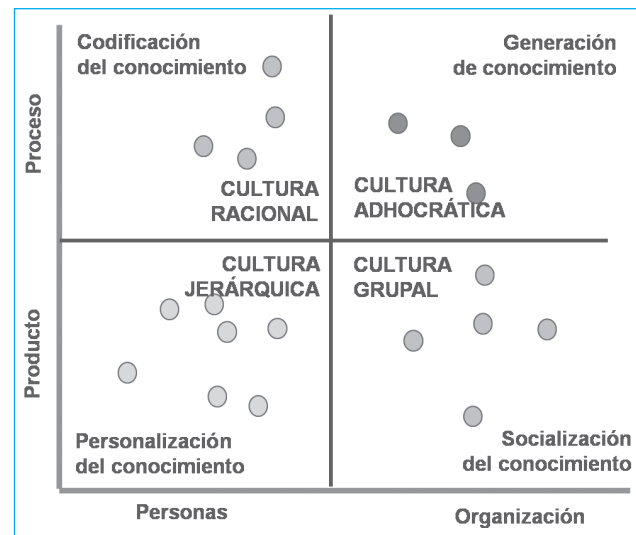 Codificación
del conocimiento
Generación
de conocimiento
Proceso
CULTURA
RACIONAL
CULTURA
ADHOCRÁTICA
CULTURA
JERÁRQUICA
CULTURA
GRUPAL
Producto
Personalización
del conocimiento
Socialización
del conocimiento
Personas
Organización